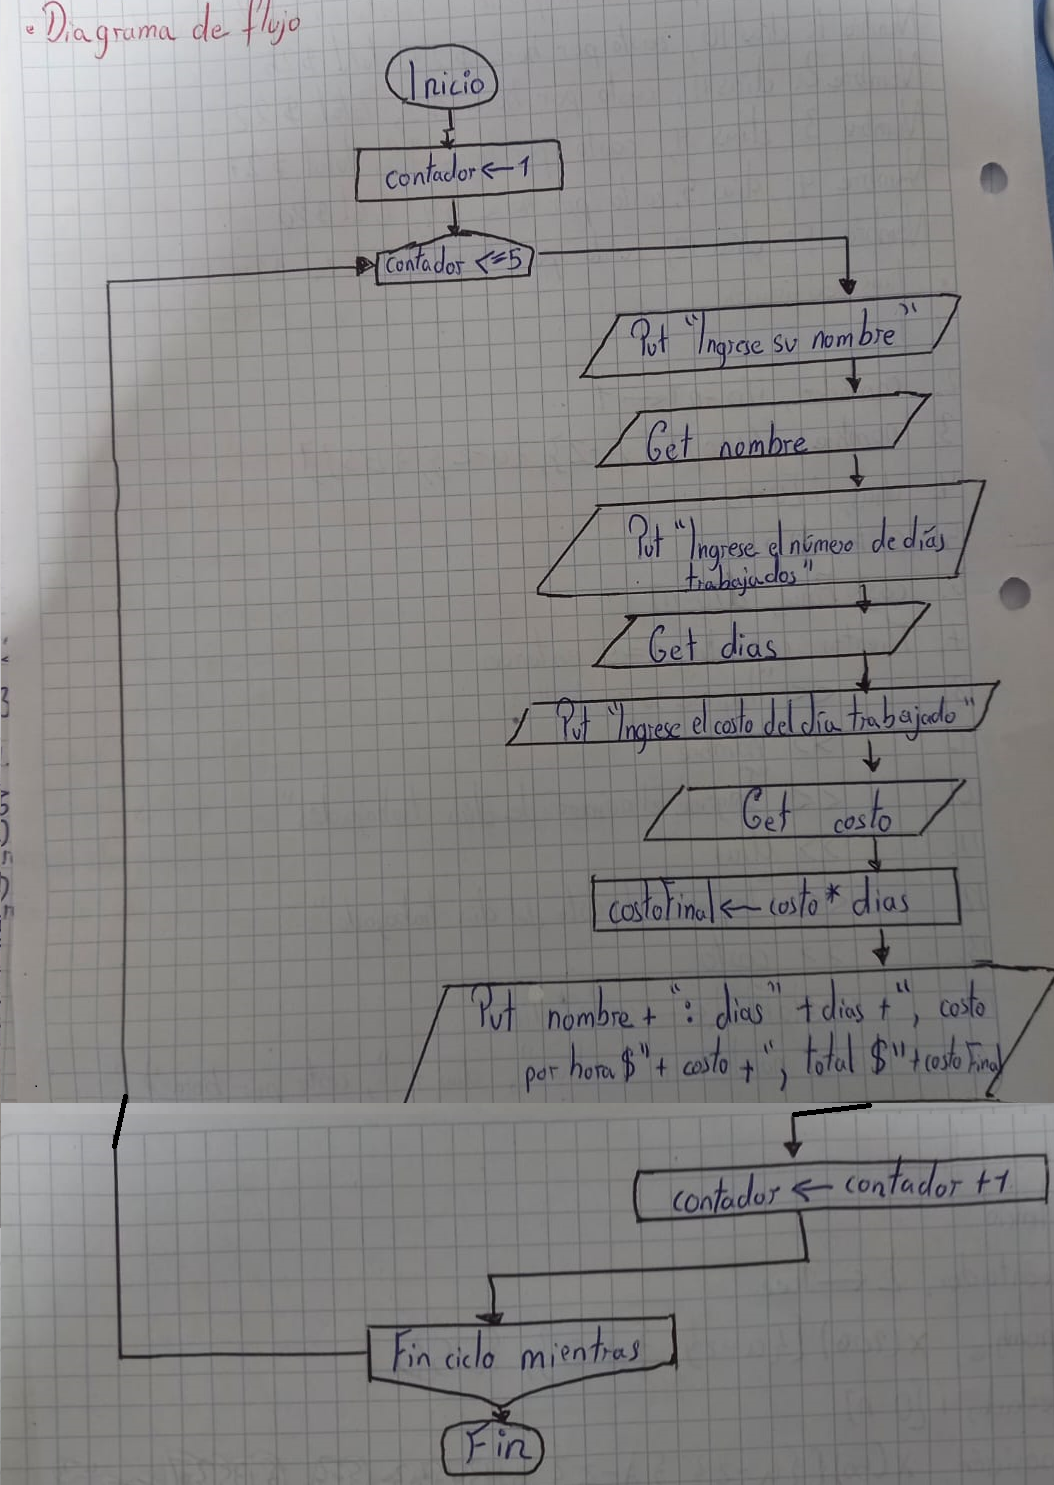 • Diagrama de flujo
Inicio
contador ← 1
contador <=5
Put "Ingrese su nombre"
Get nombre
Put "Ingrese el número de días
trabajados"
Get dias
Put "Ingrese el costo del día trabajado"
Get costo
costoFinal ← costo * dias
Put nombre + ": dias" + dias + ", costo
por hora $" + costo + ", total $" + costoFinal
contador ← contador +1
Fin ciclo mientras
Fin